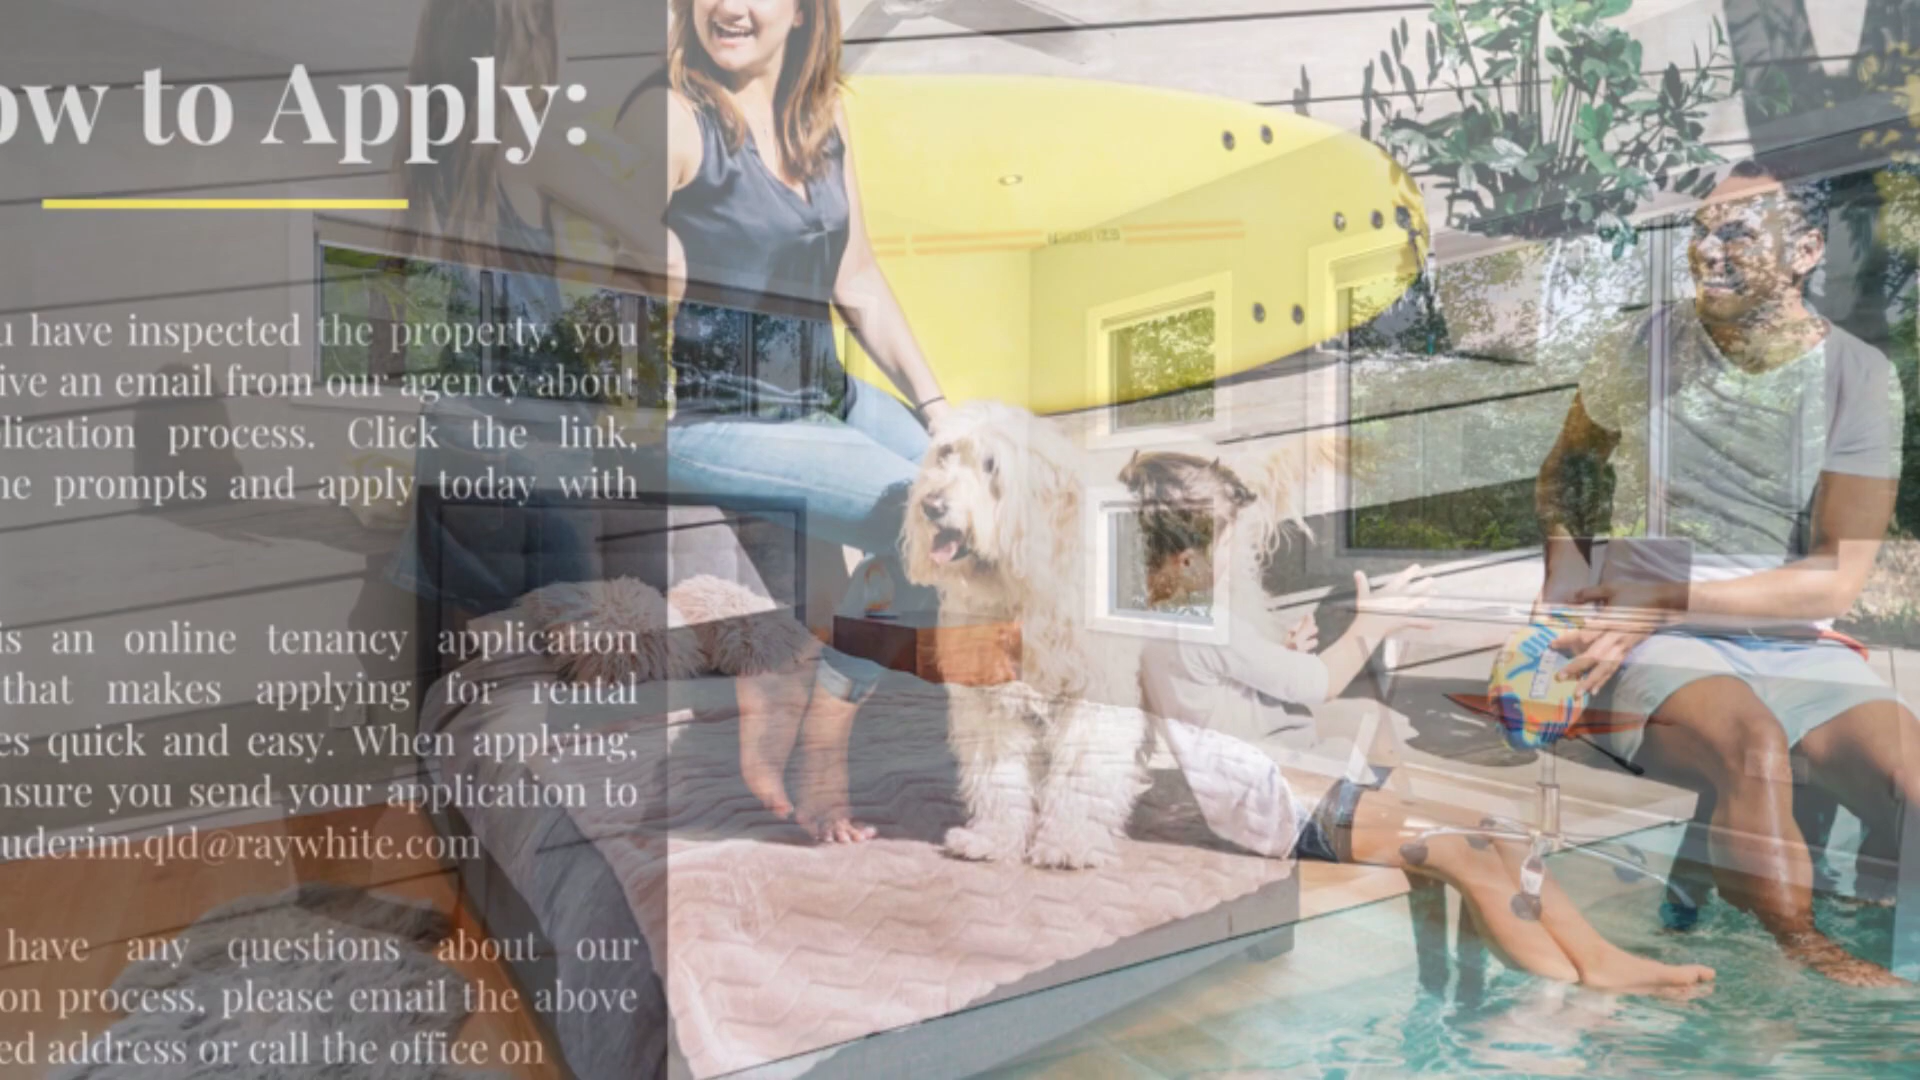 ow to Apply:
u have inspected the property, you
ive an email from our agency about
lication process. Click the link,
ne prompts and apply today with
is an online tenancy application
that makes applying for rental
es quick and easy. When applying,
nsure you send your application to
uderim.qld@raywhite.com
have any questions about our
on process, please email the above
ed address or call the office on